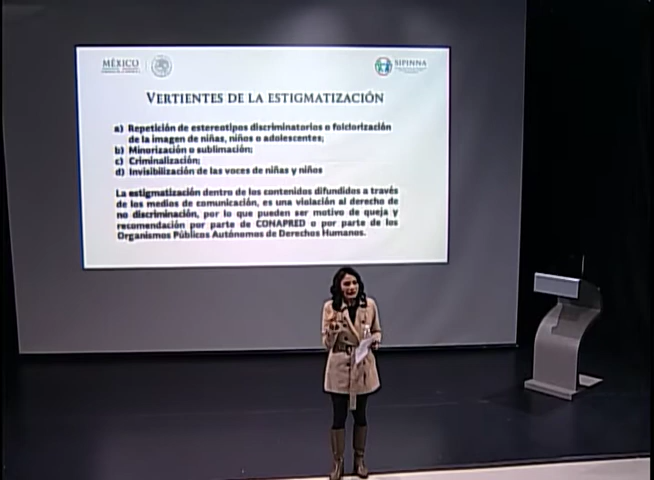 MÉXICO
SIPINNA
VERTIENTES DE LA ESTIGMATIZACIÓN
a) Repetición de estereotipos discriminatorios o folclorización
de la imagen de niñas, niños o adolescentes;
b) Minorización o sublimación;
c) Criminalización;
d) Invisibilización de las voces de niñas y niños
La estigmatización dentro de los contenidos difundidos a través
de los medios de comunicación, es una violación al derecho de
no discriminación, por lo que pueden ser motivo de queja y
recomendación por parte de CONAPRED o por parte de los
Organismos Públicos Autónomos de Derechos Humanos.